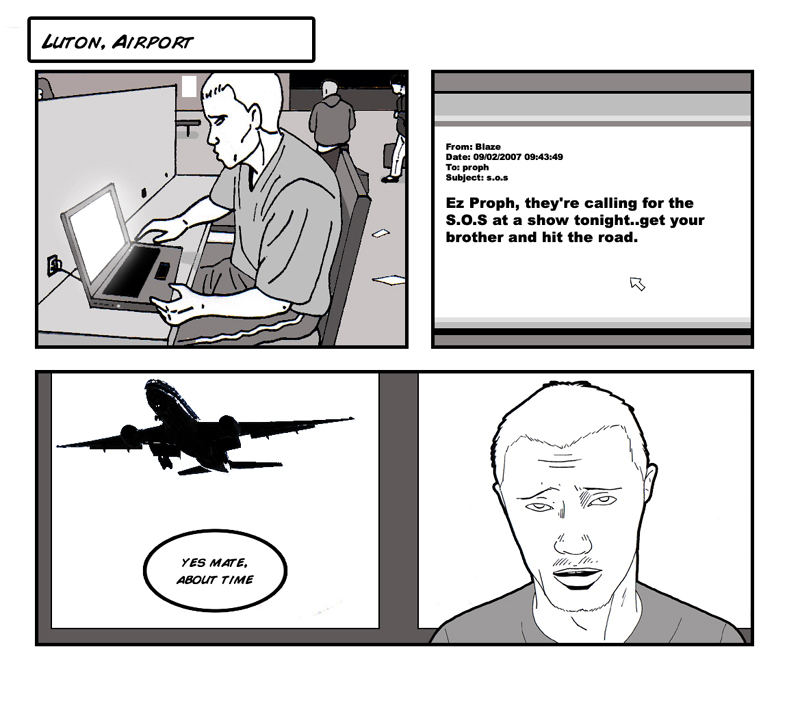 Luton, Airport
From: Blaze
Date: 09/02/2007 09:43:49
To: proph
Subject: s.o.s
Ez Proph, they're calling for the
S.O.S at a show tonight..get your
brother and hit the road.
YES MATE,
ABOUT TIME